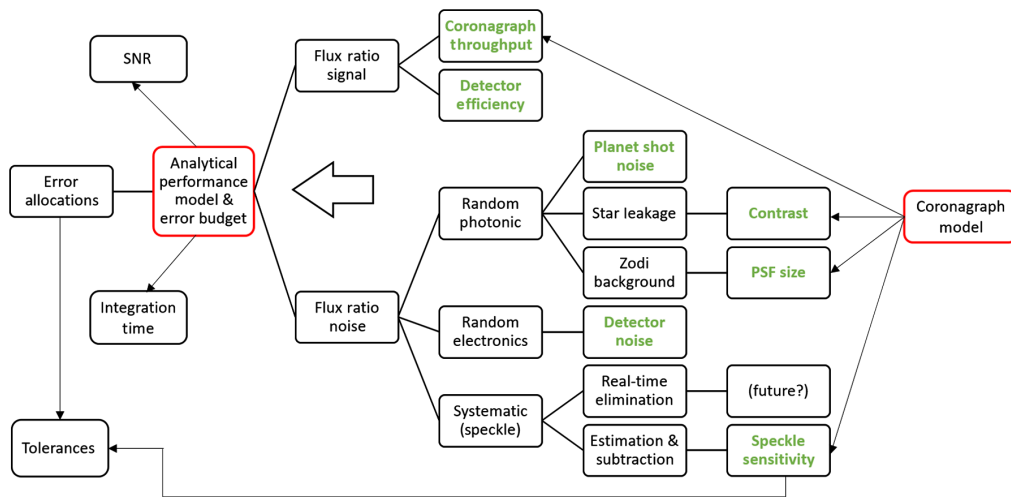 SNR
Error
allocations
Analytical
performance
model &
error budget
Integration
time
Tolerances
Flux ratio
signal
Coronagraph
throughput
Detector
efficiency
Flux ratio
noise
Random
photonic
Planet shot
noise
Star leakage
Contrast
Zodi
background
PSF size
Random
electronics
Detector
noise
Systematic
(speckle)
Real-time
elimination
(future?)
Estimation &
subtraction
Speckle
sensitivity
Coronagraph
model